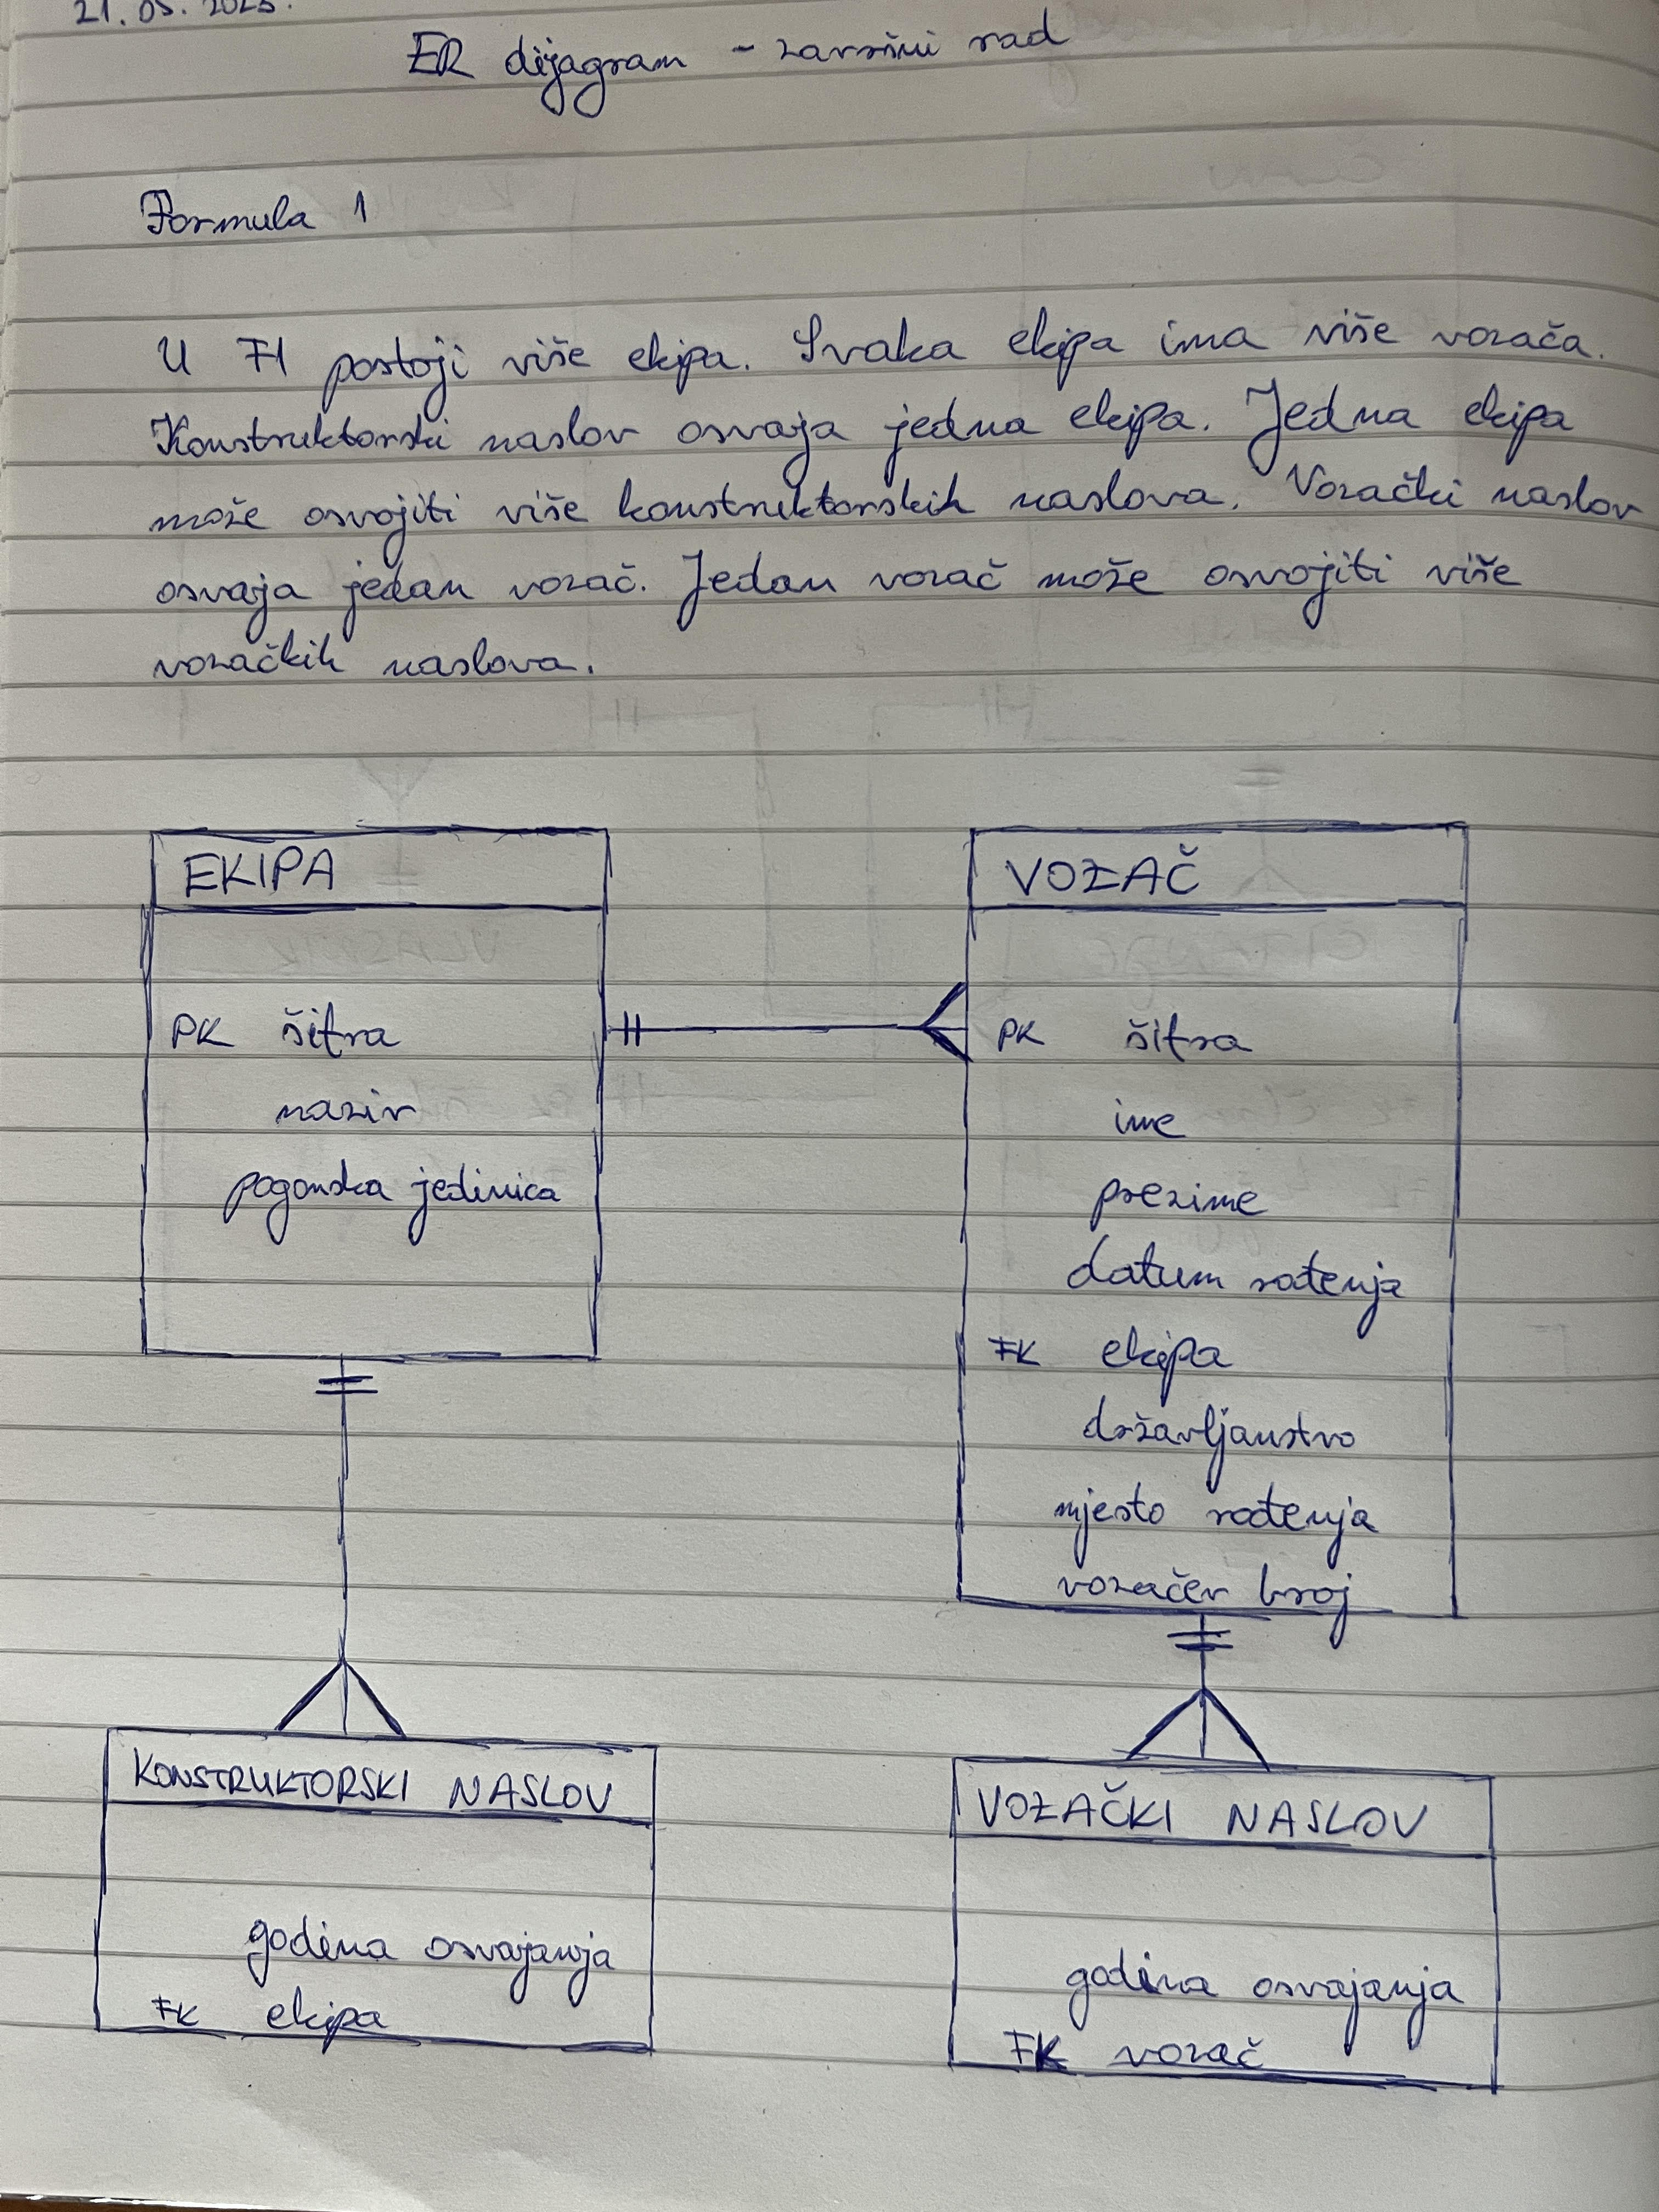 21. 05. 2025.
ER dijagram - završni rad
Formula 1
U F1 postoji više ekipa. Svaka ekipa ima više vozača.
Konstruktorski naslov osvaja jedna ekipa. Jedna ekipa
može osvojiti više konstruktorskih naslova. Vozački naslov
osvaja jedan vozač. Jedan vozač može osvojiti više
vozačkih naslova.
EKIPA
PK šifra
naziv
pogonska jedinica
VOZAČ
PK šifra
ime
prezime
datum rođenja
FK ekipa
državljanstvo
mjesto rođenja
vozačev broj
KONSTRUKTORSKI NASLOV
godina osvajanja
FK ekipa
VOZAČKI NASLOV
godina osvajanja
FK vozač